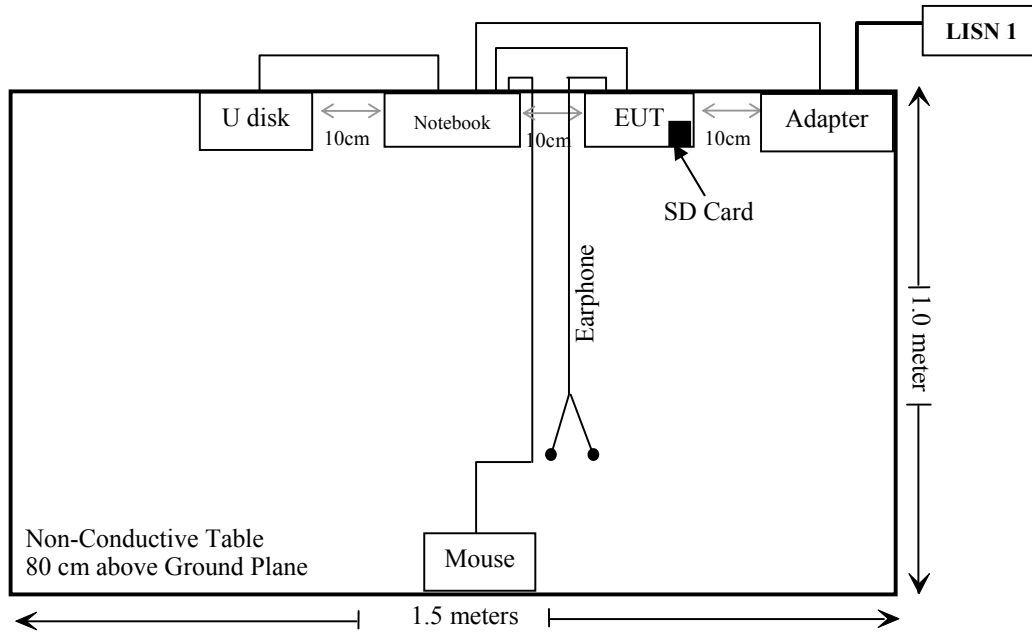 LISN 1
U disk
10cm
Notebook
10cm
EUT
10cm
Adapter
SD Card
Earphone
1.0 meter
Non-Conductive Table
80 cm above Ground Plane
Mouse
1.5 meters